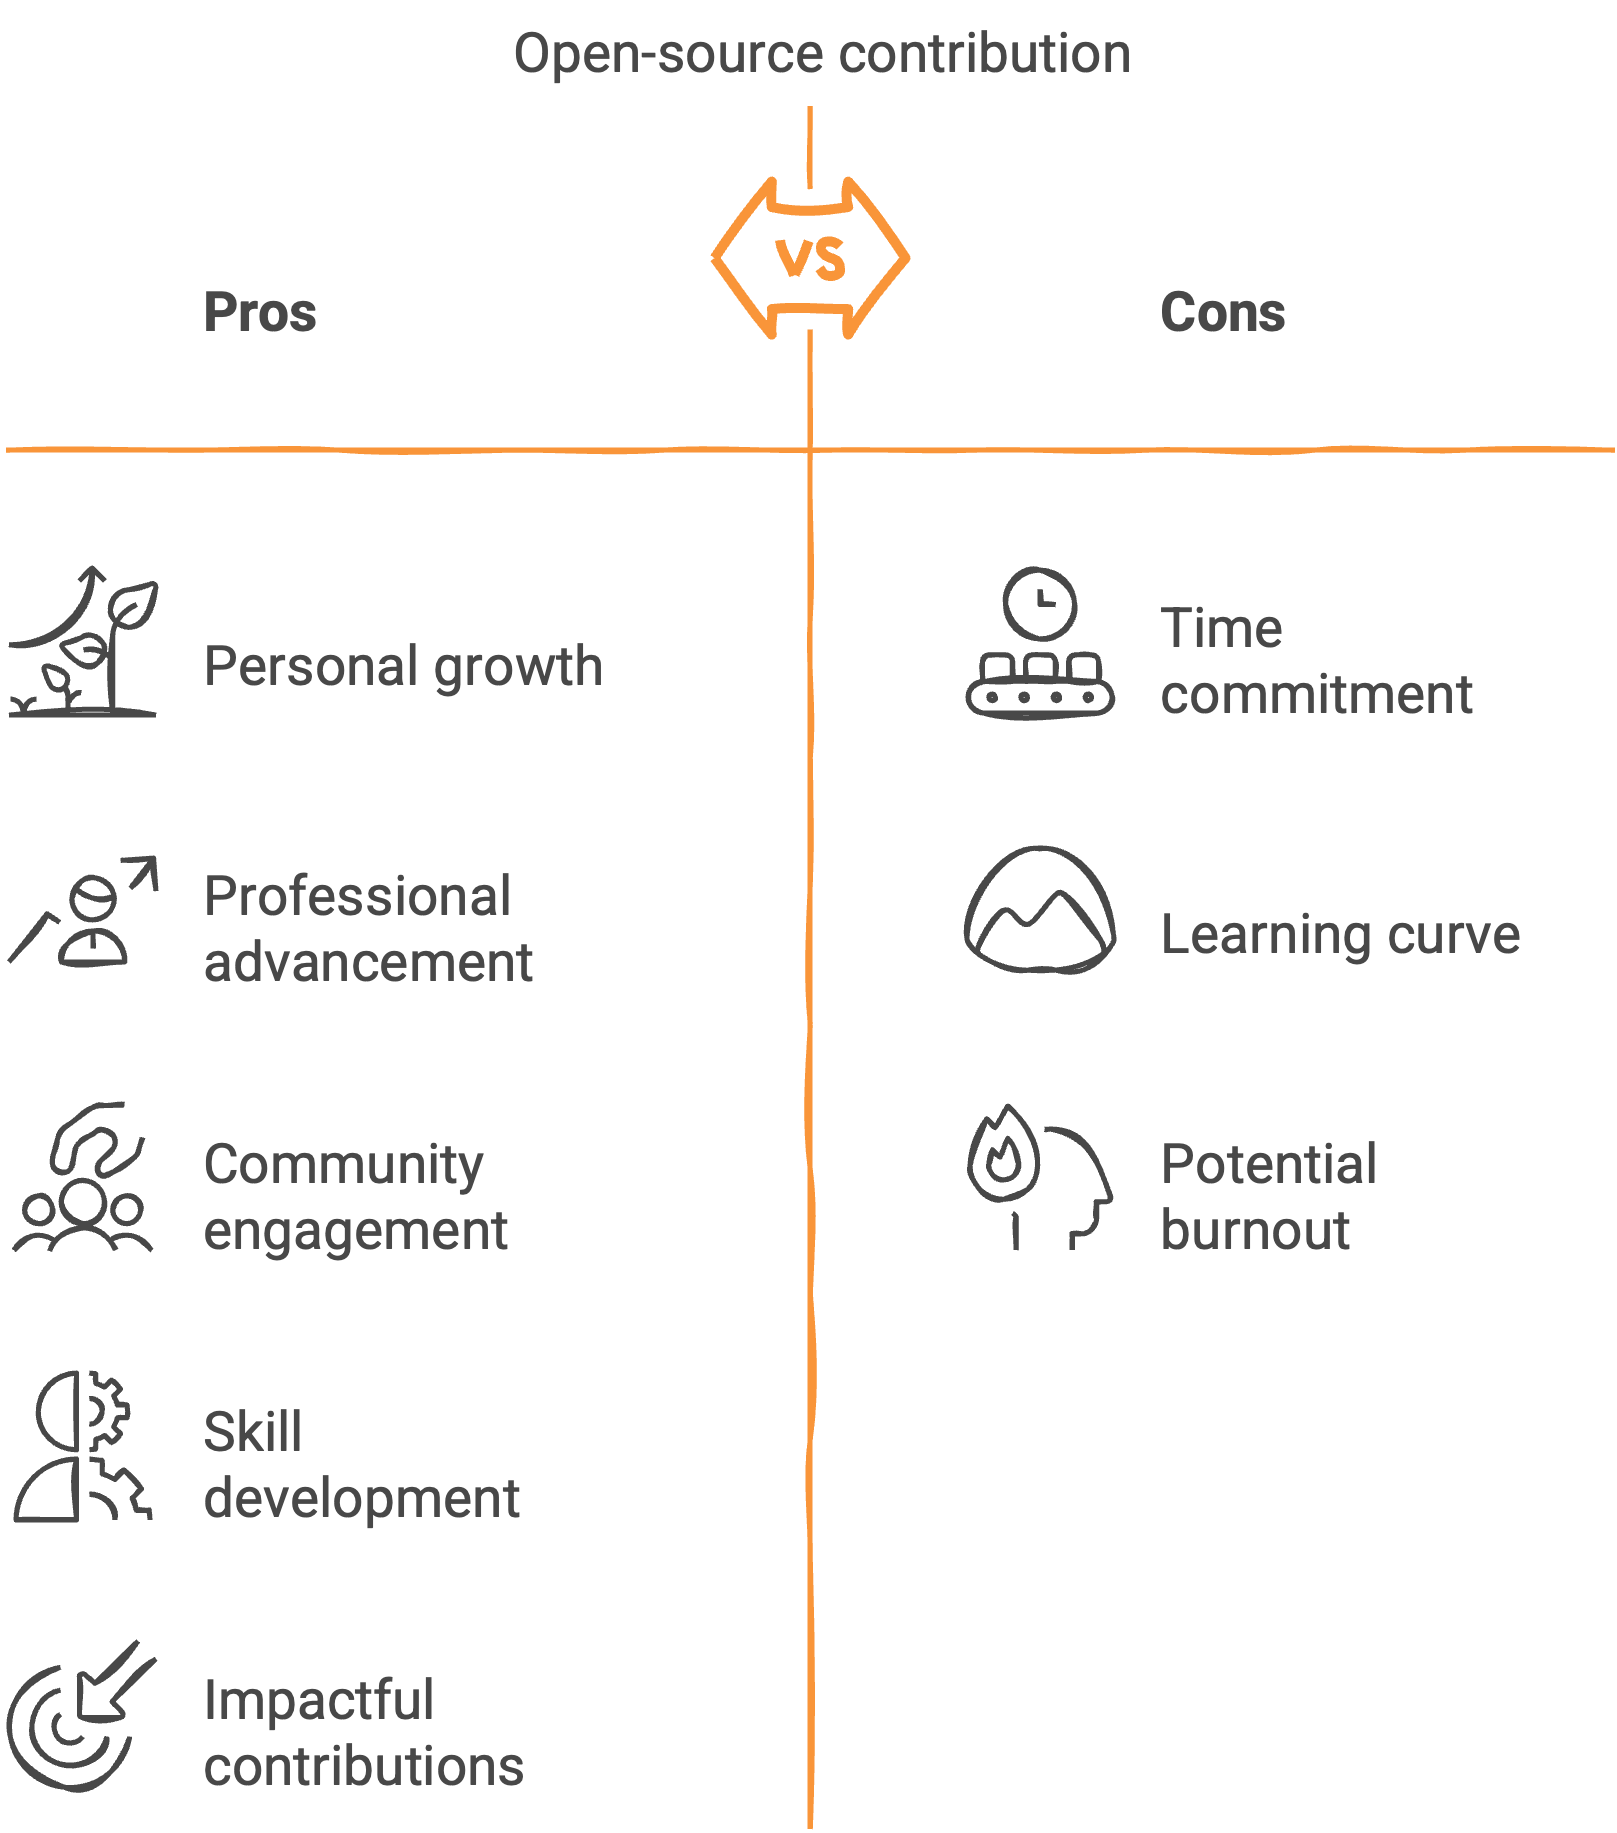 Open-source contribution
VS
Pros
Cons
Personal growth
Professional
advancement
Community
engagement
Skill
development
Impactful
contributions
Time
commitment
Learning curve
Potential
burnout